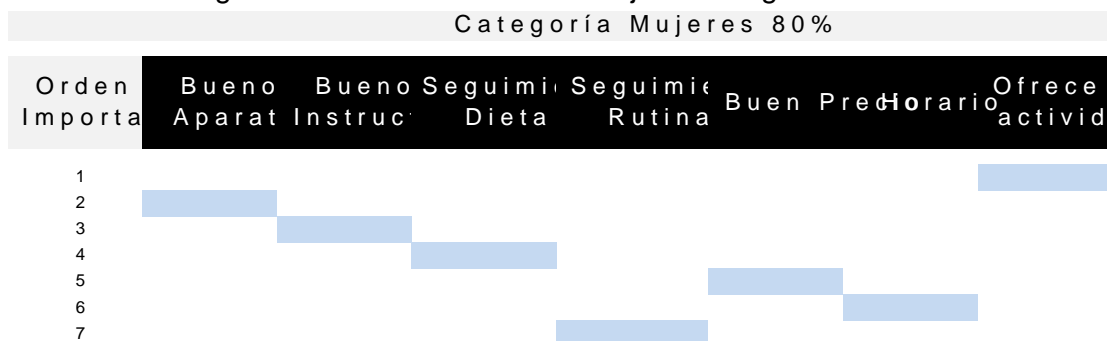 Categoría Mujeres 80%
Orden Importa
Bueno Aparat
Bueno Instruc
Seguimi Dieta
Seguimie Rutina
Buen Prec
Horario
Ofrece activid
1
2
3
4
5
6
7